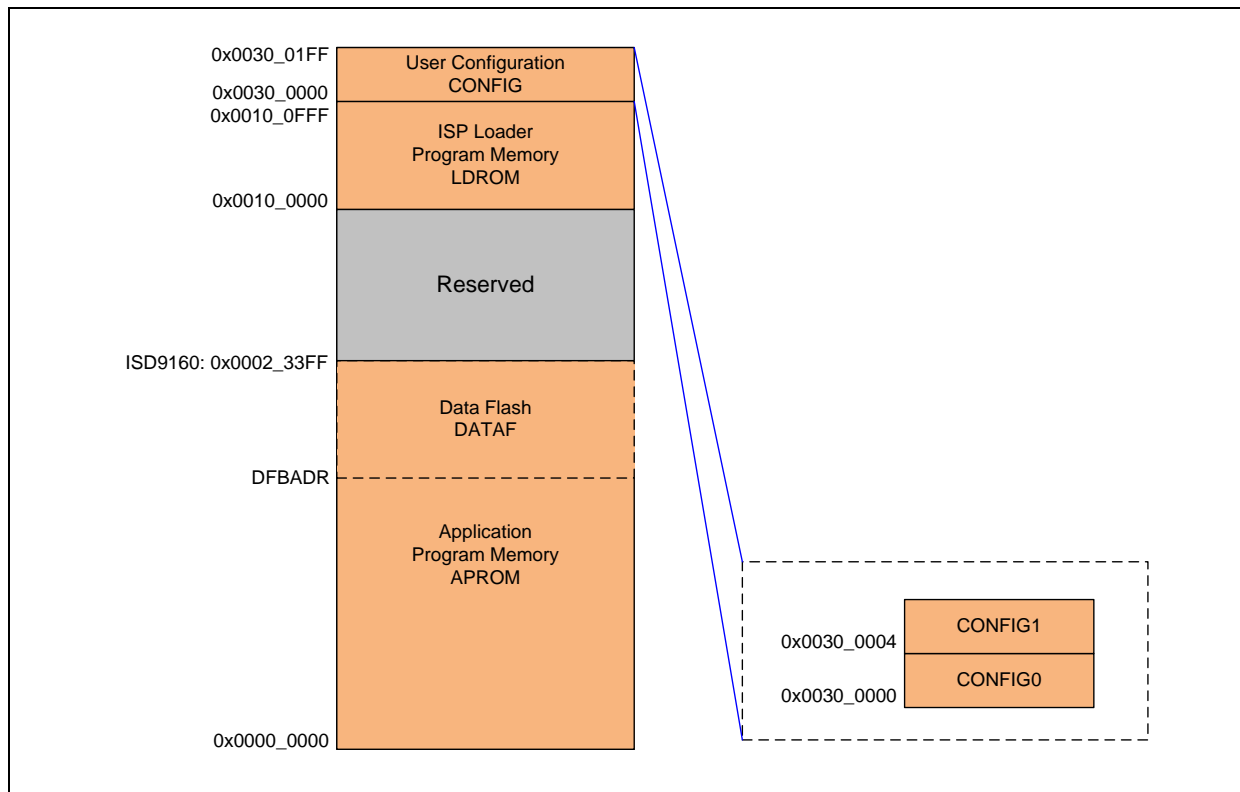 0x0030_01FF
User Configuration
CONFIG
0x0030_0000
0x0010_0FFF
ISP Loader
Program Memory
LDROM
0x0010_0000
Reserved
ISD9160: 0x0002_33FF
Data Flash
DATAF
DFBADR
Application
Program Memory
APROM
0x0000_0000
CONFIG1
0x0030_0004
CONFIG0
0x0030_0000